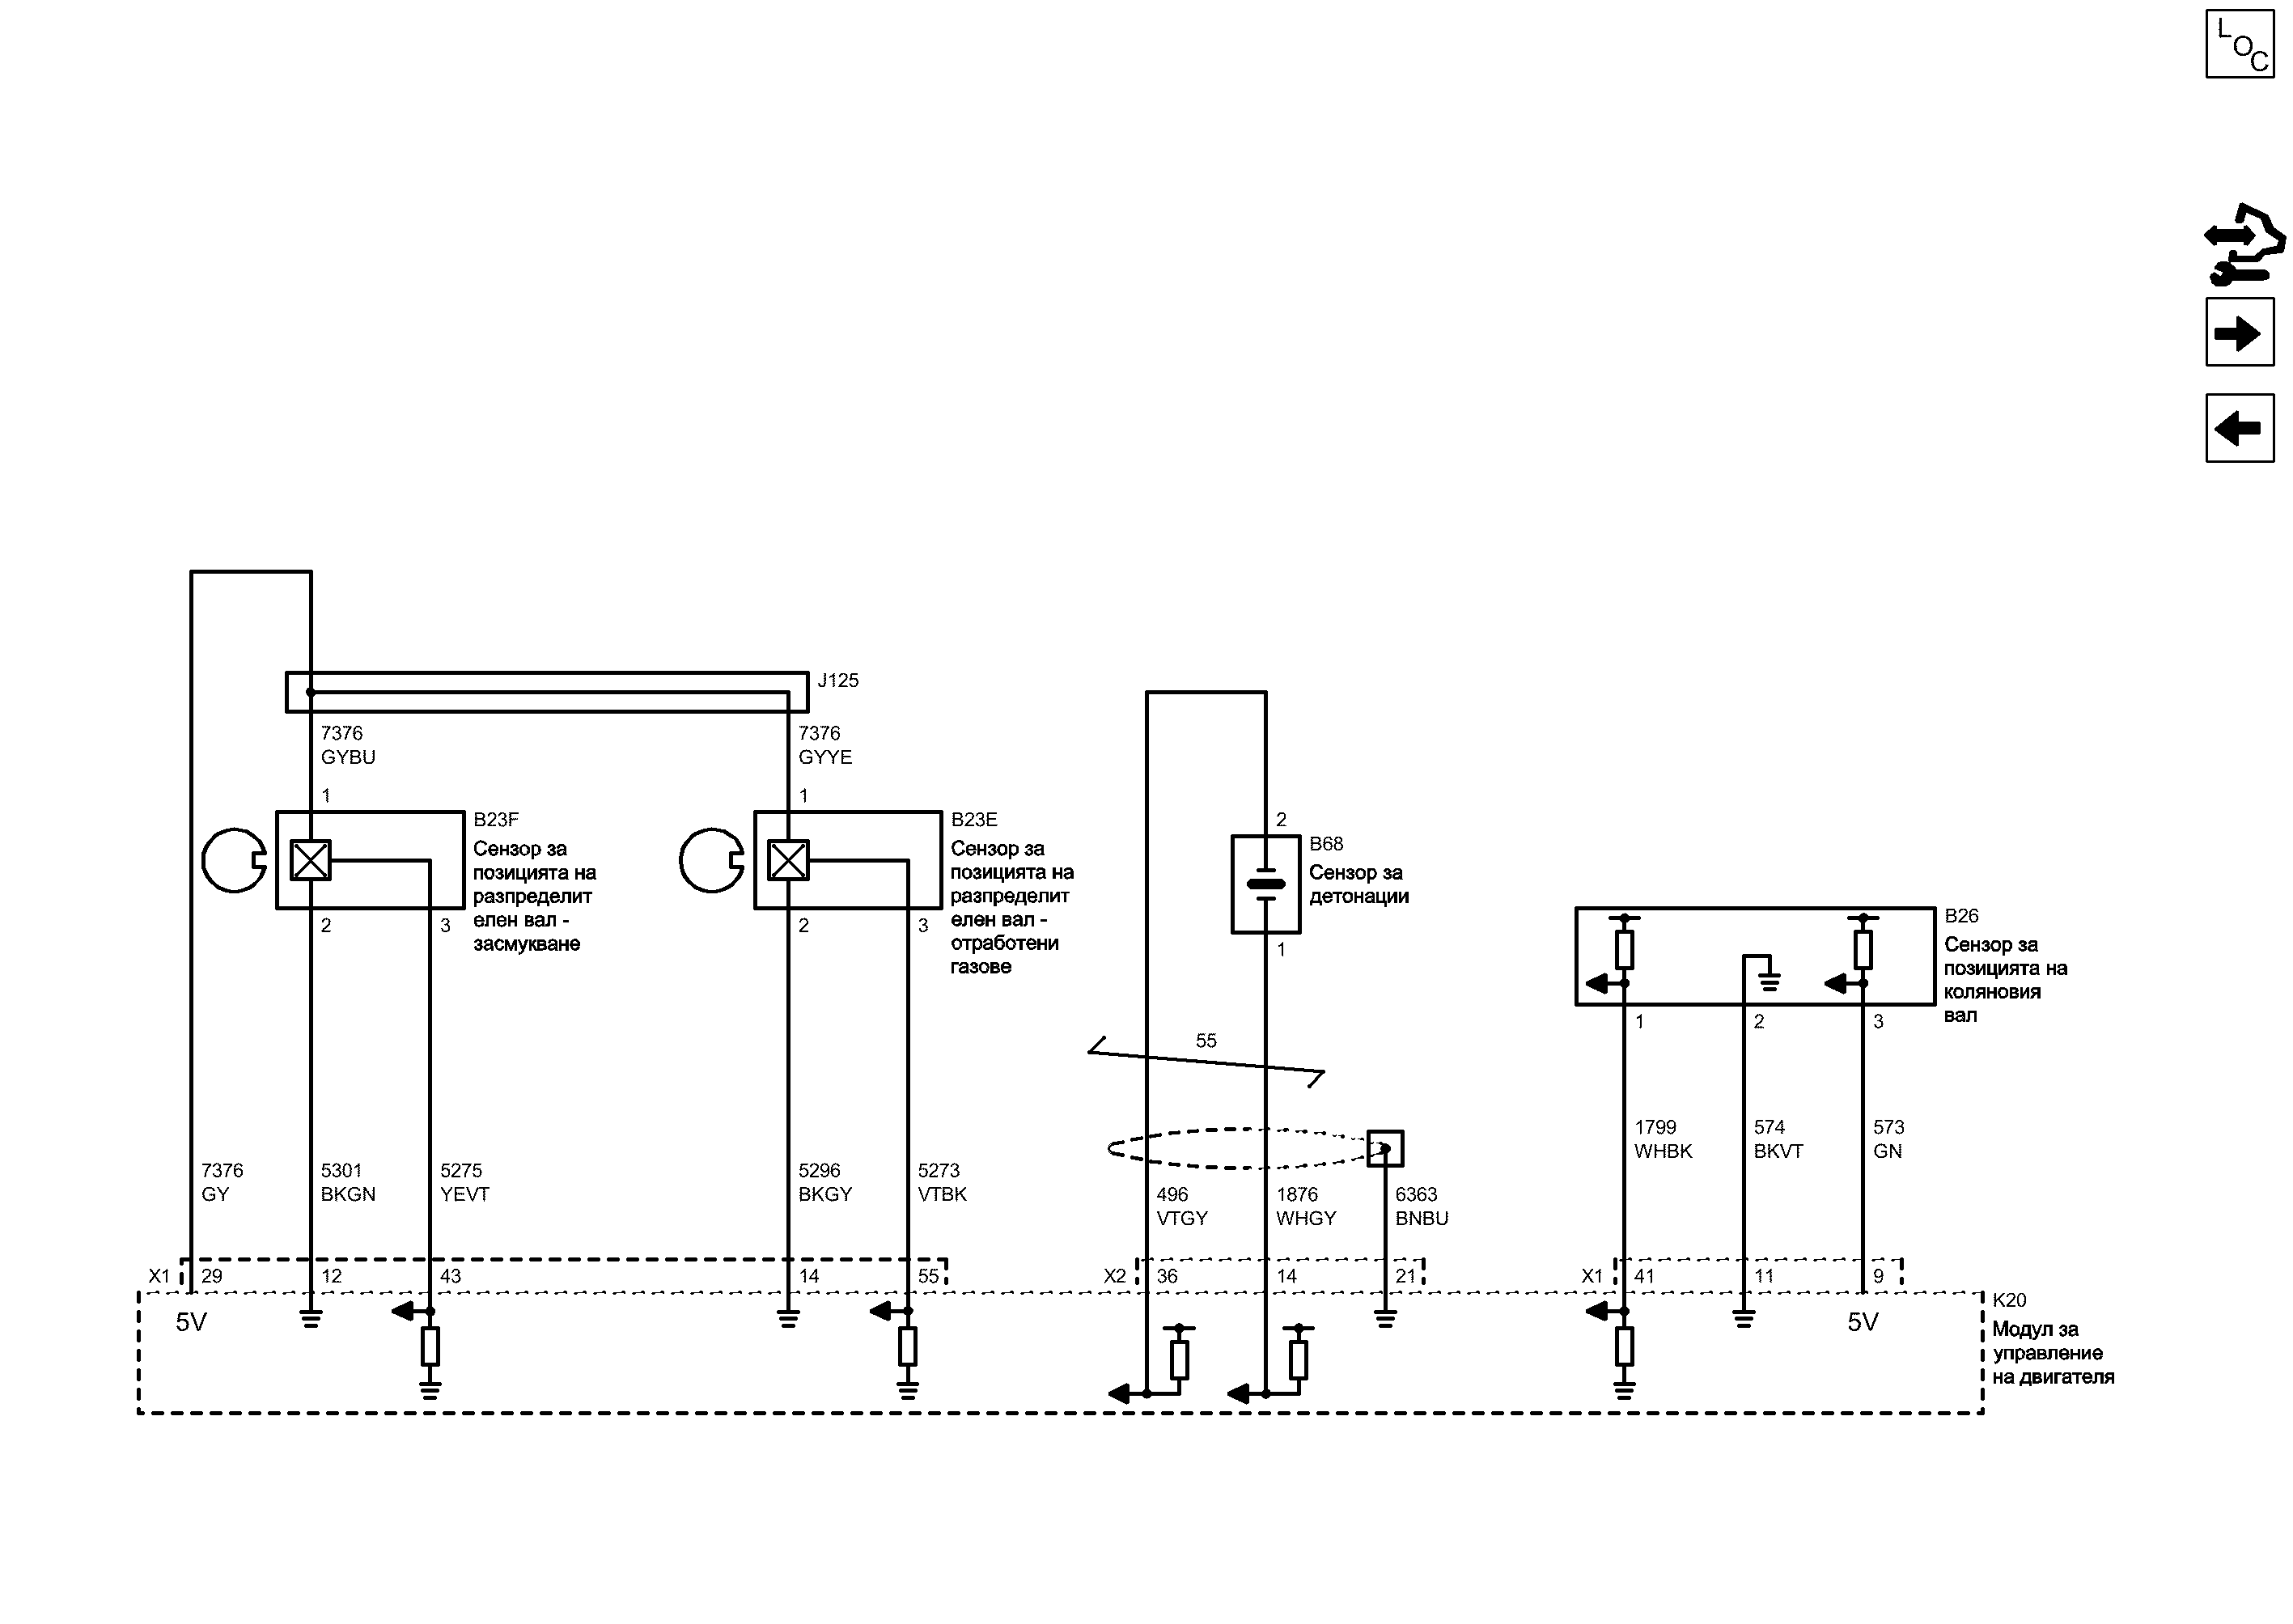 LOC
J125
7376
GYBU
7376
GYYE
1
B23F
Сензор за
позицията на
разпределит
елен вал -
засмукване
2
3
1
B23E
Сензор за
позицията на
разпределит
елен вал -
отработени
газове
2
3
2
B68
Сензор за
детонации
1
B26
Сензор за
позицията на
коляновия
вал
1
2
3
55
7376
GY
5301
BKGN
5275
YEVT
5296
BKGY
5273
VTBK
496
VTGY
1876
WHGY
6363
BNBU
1799
WHBK
574
BKVT
573
GN
X1
29
12
43
14
55
X2
36
14
21
X1
41
11
9
5V
5V
K20
Модул за
управление
на двигателя